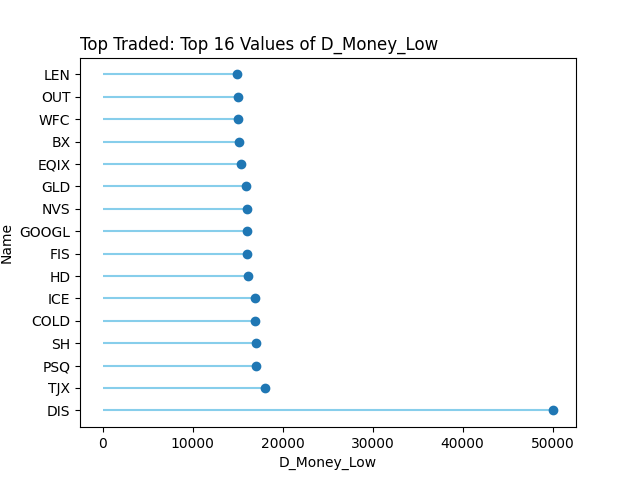 Top Traded: Top 16 Values of D_Money_Low
LEN
OUT
WFC
BX
EQIX
GLD
NVS
GOOGL
FIS
HD
ICE
COLD
SH
PSQ
TJX
DIS
Name
0 10000 20000 30000 40000 50000
D_Money_Low